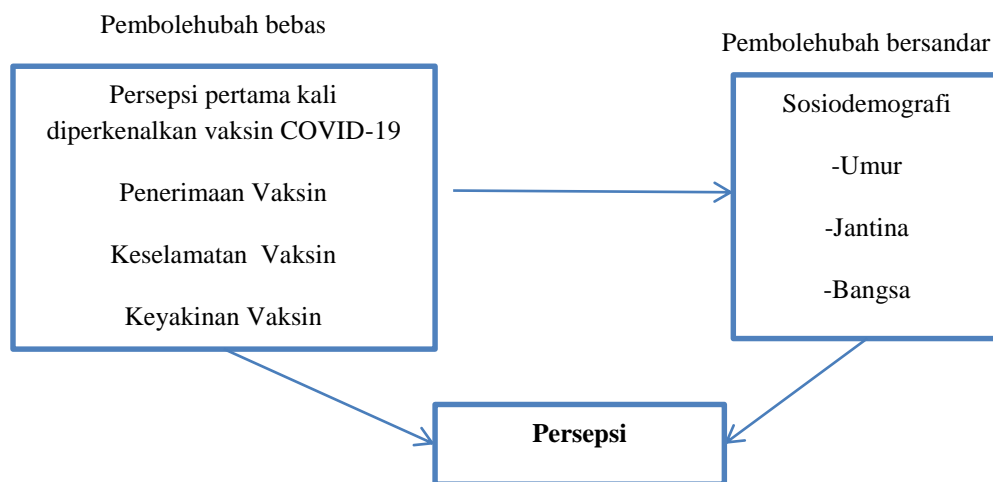 Pembolehubah bebas
Persepsi pertama kali
diperkenalkan vaksin COVID-19
Penerimaan Vaksin
Keselamatan Vaksin
Keyakinan Vaksin
Pembolehubah bersandar
Sosiodemografi
-Umur
-Jantina
-Bangsa
Persepsi